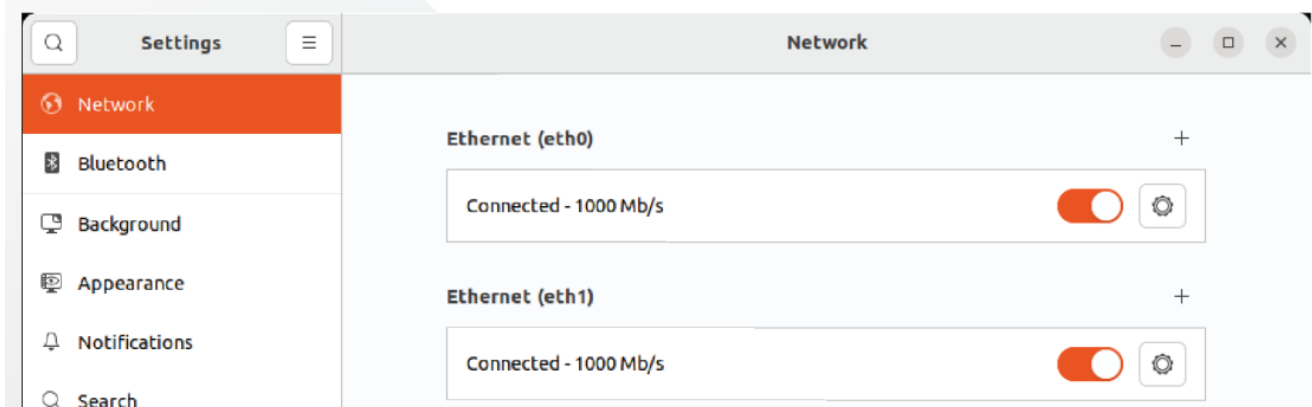 Settings
Network
Network
Bluetooth
Background
Appearance
Notifications
Search
Ethernet (eth0)
Connected - 1000 Mb/s
Ethernet (eth1)
Connected - 1000 Mb/s